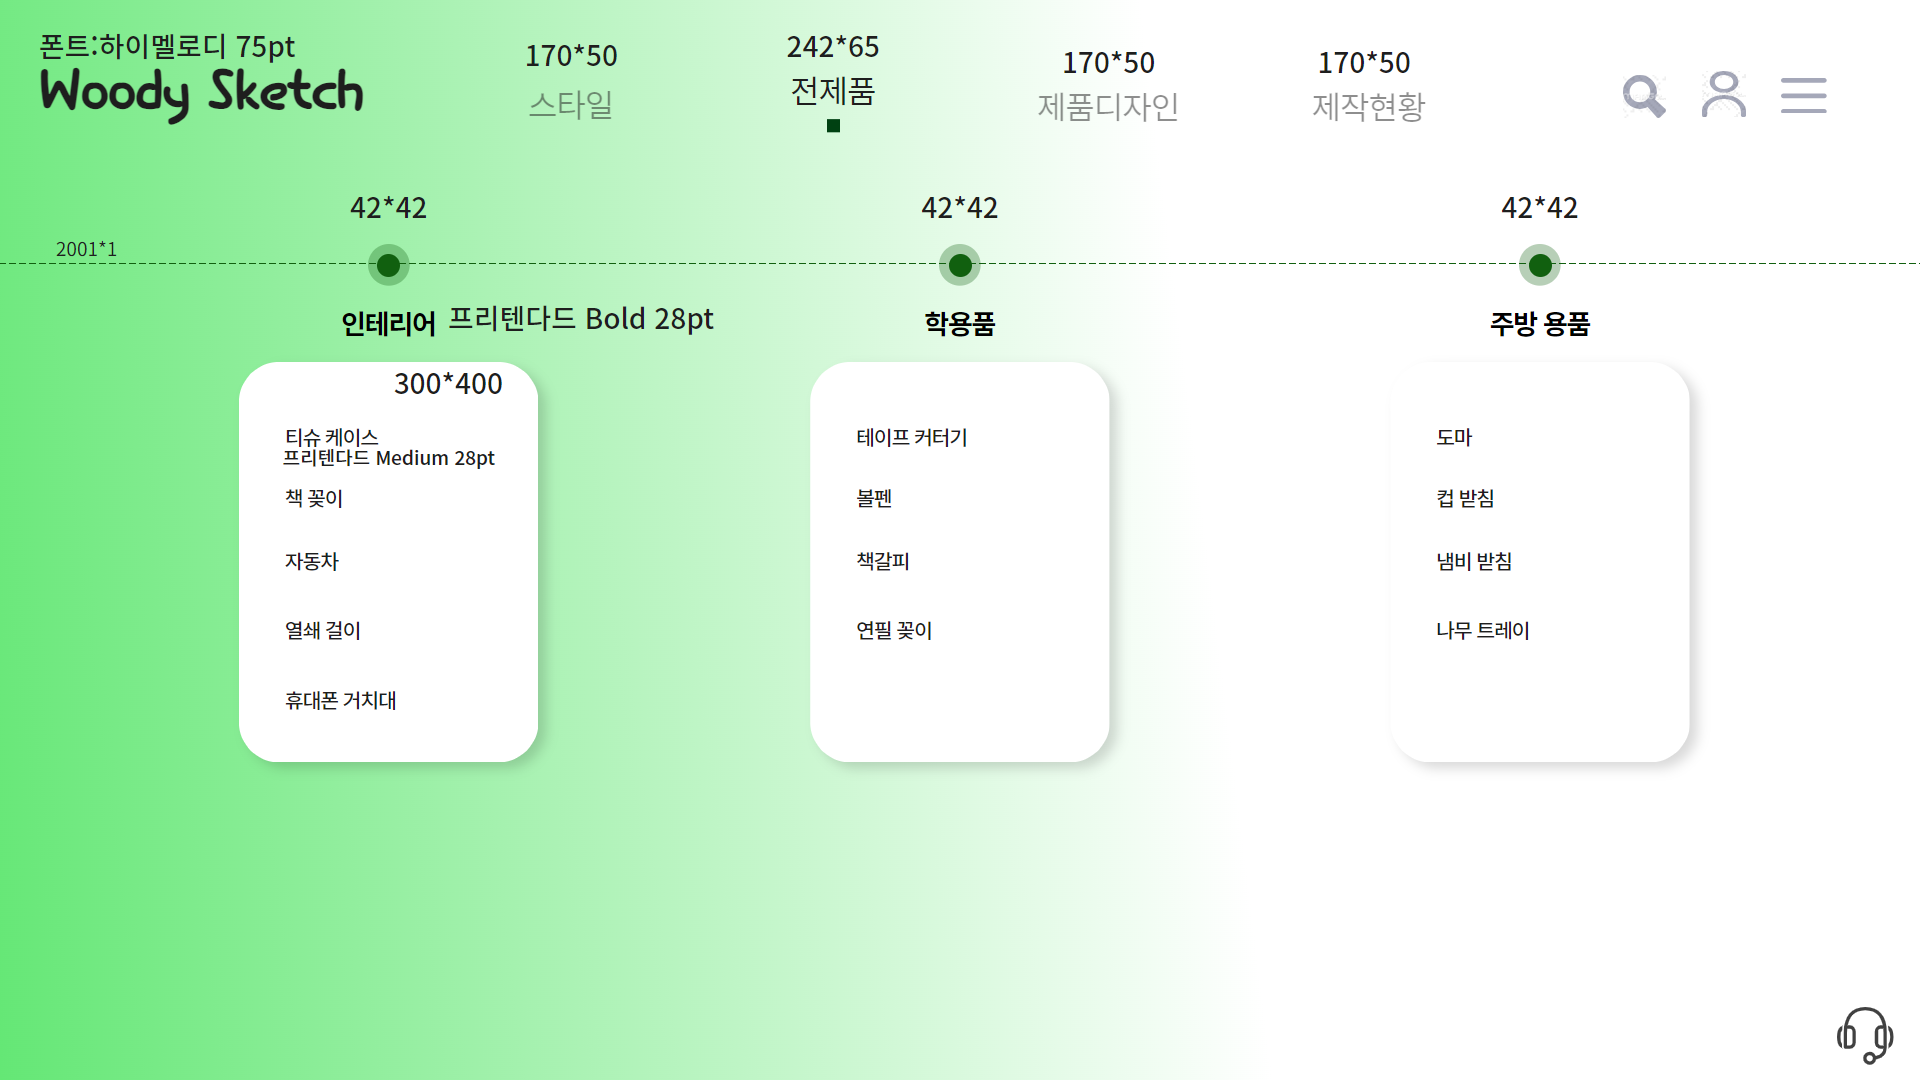 폰트:하이멜로디 75pt
Woody Sketch
170*50
스타일
242*65
전제품
170*50
제품디자인
170*50
제작현황
42*42
42*42
42*42
2001*1
인테리어 프리텐다드 Bold 28pt
학용품
주방 용품
300*400
티슈 케이스
프리텐다드 Medium 28pt
책 꽂이
자동차
열쇄 걸이
휴대폰 거치대
테이프 커터기
볼펜
책갈피
연필 꽂이
도마
컵 받침
냄비 받침
나무 트레이